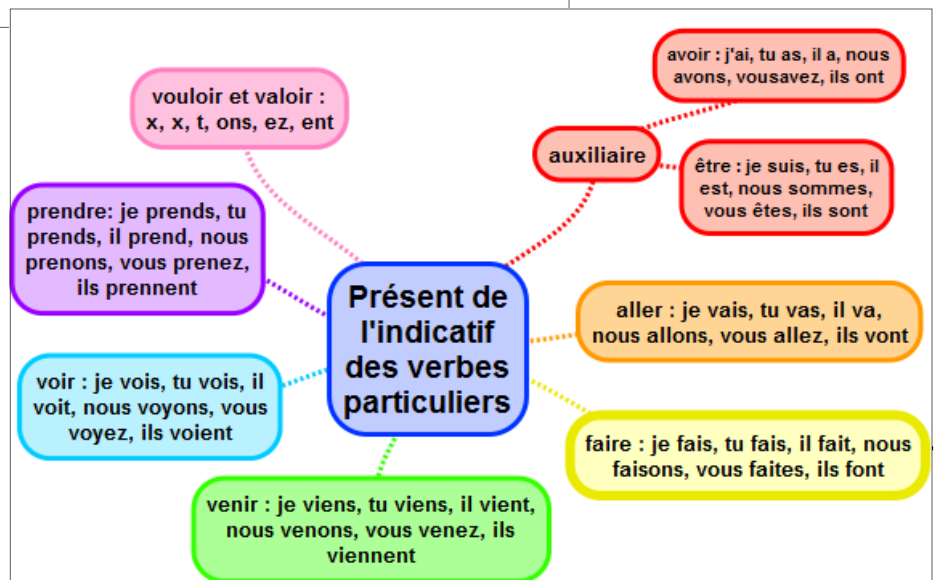 Présent de
l'indicatif
des verbes
particuliers
avoir : j'ai, tu as, il a, nous
avons, vousavez, ils ont
auxiliaire
être : je suis, tu es, il
est, nous sommes,
vous êtes, ils sont
aller : je vais, tu vas, il va,
nous allons, vous allez, ils vont
faire : je fais, tu fais, il fait, nous
faisons, vous faites, ils font
venir : je viens, tu viens, il vient,
nous venons, vous venez, ils
viennent
voir : je vois, tu vois, il
voit, nous voyons, vous
voyez, ils voient
prendre: je prends, tu
prends, il prend, nous
prenons, vous prenez,
ils prennent
vouloir et valoir :
x, x, t, ons, ez, ent